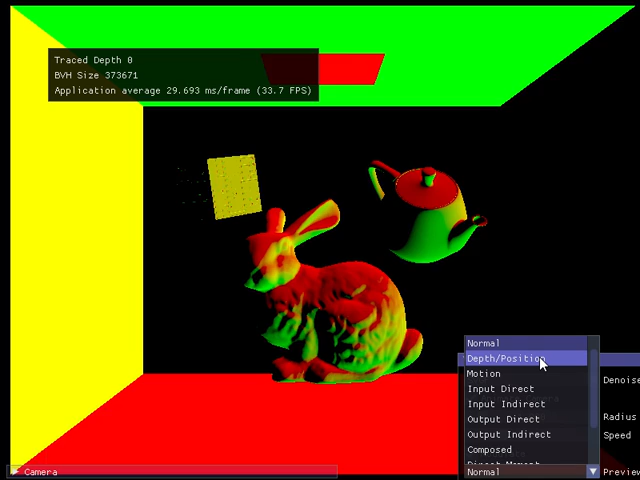 Traced Depth 0
BVH Size 373671
Application average 29.693 ms/frame (33.7 FPS)
Normal
Depth/Position
Motion
Input Direct
Input Indirect
Output Direct
Output Indirect
Composed
Normal
Denoise
Radius
Speed
Preview
Camera